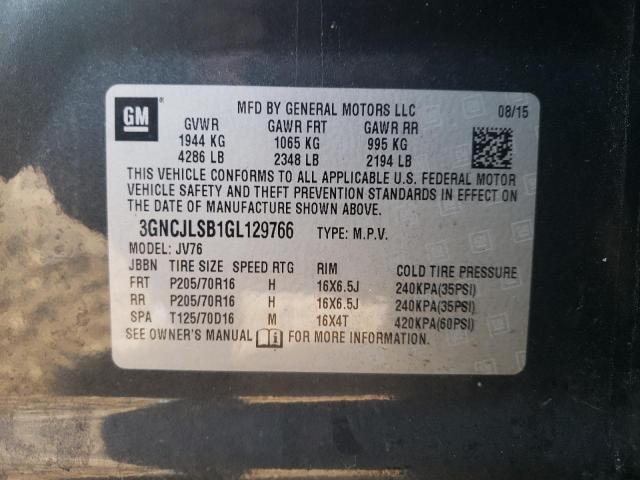 GM
MFD BY GENERAL MOTORS LLC 08/15
GVWR GAWR FRT GAWR RR
1944 KG 1065 KG 995 KG
4286 LB 2348 LB 2194 LB
THIS VEHICLE CONFORMS TO ALL APPLICABLE U.S. FEDERAL MOTOR
VEHICLE SAFETY AND THEFT PREVENTION STANDARDS IN EFFECT ON
THE DATE OF MANUFACTURE SHOWN ABOVE.
3GNCJLSB1GL129766 TYPE: M.P.V.
MODEL: JV76
JBBN TIRE SIZE SPEED RTG RIM COLD TIRE PRESSURE
FRT P205/70R16 H 16X6.5J 240KPA(35PSI)
RR P205/70R16 H 16X6.5J 240KPA(35PSI)
SPA T125/70D16 M 16X4T 420KPA(60PSI)
SEE OWNER'S MANUAL FOR MORE INFORMATION.